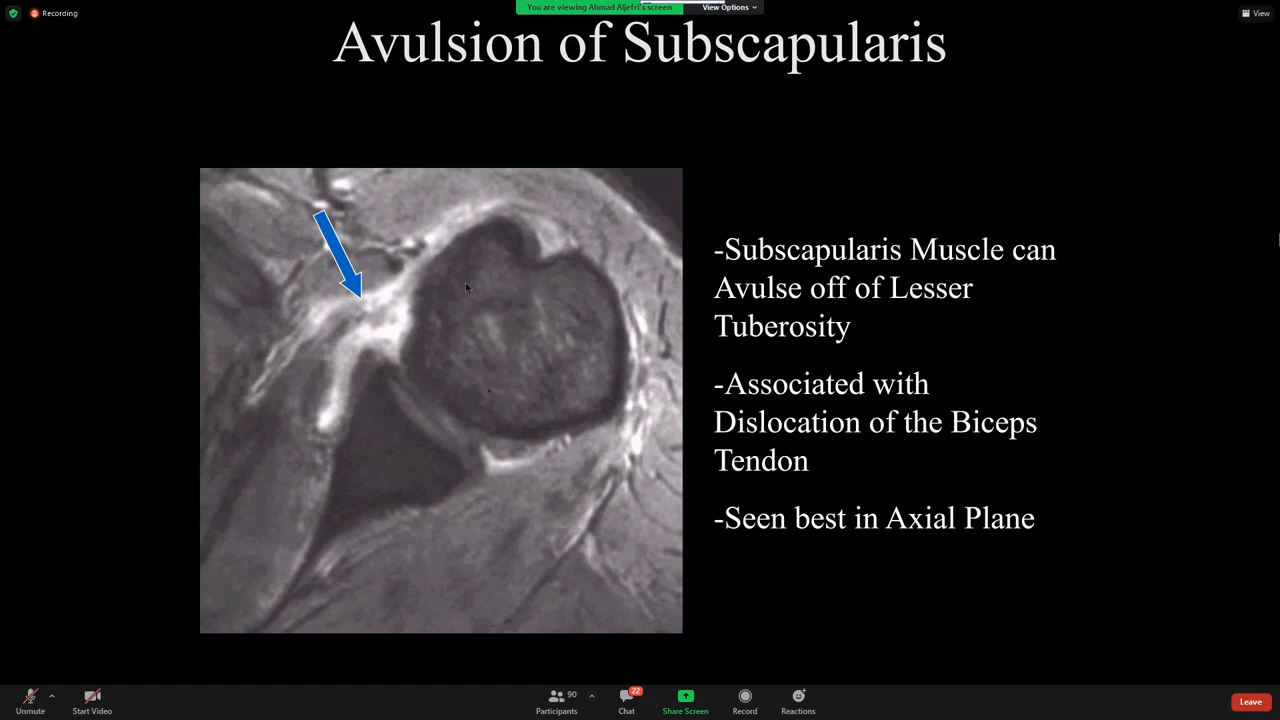 You are viewing Ahmad Aljefri's screen
View Options
Recording
View
Avulsion of Subscapularis
-Subscapularis Muscle can
Avulse off of Lesser
Tuberosity
-Associated with
Dislocation of the Biceps
Tendon
-Seen best in Axial Plane
Unmute
Start Video
90
Participants
22
Chat
Share Screen
Record
Reactions
Leave